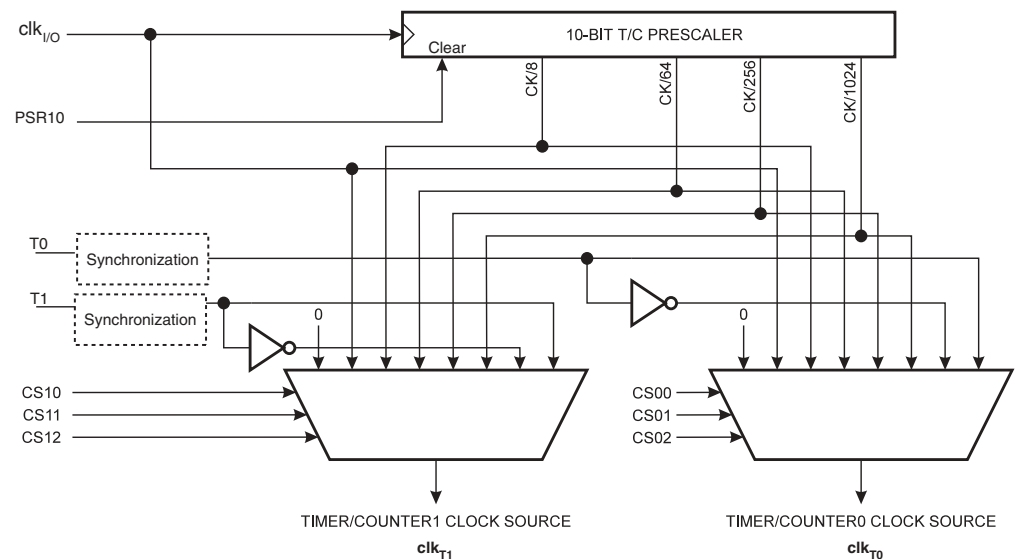 clkI/O
10-BIT T/C PRESCALER
Clear
PSR10
CK/8
CK/64
CK/256
CK/1024
T0
Synchronization
T1
Synchronization
0
0
CS10
CS11
CS12
CS00
CS01
CS02
TIMER/COUNTER1 CLOCK SOURCE
clkT1
TIMER/COUNTER0 CLOCK SOURCE
clkT0